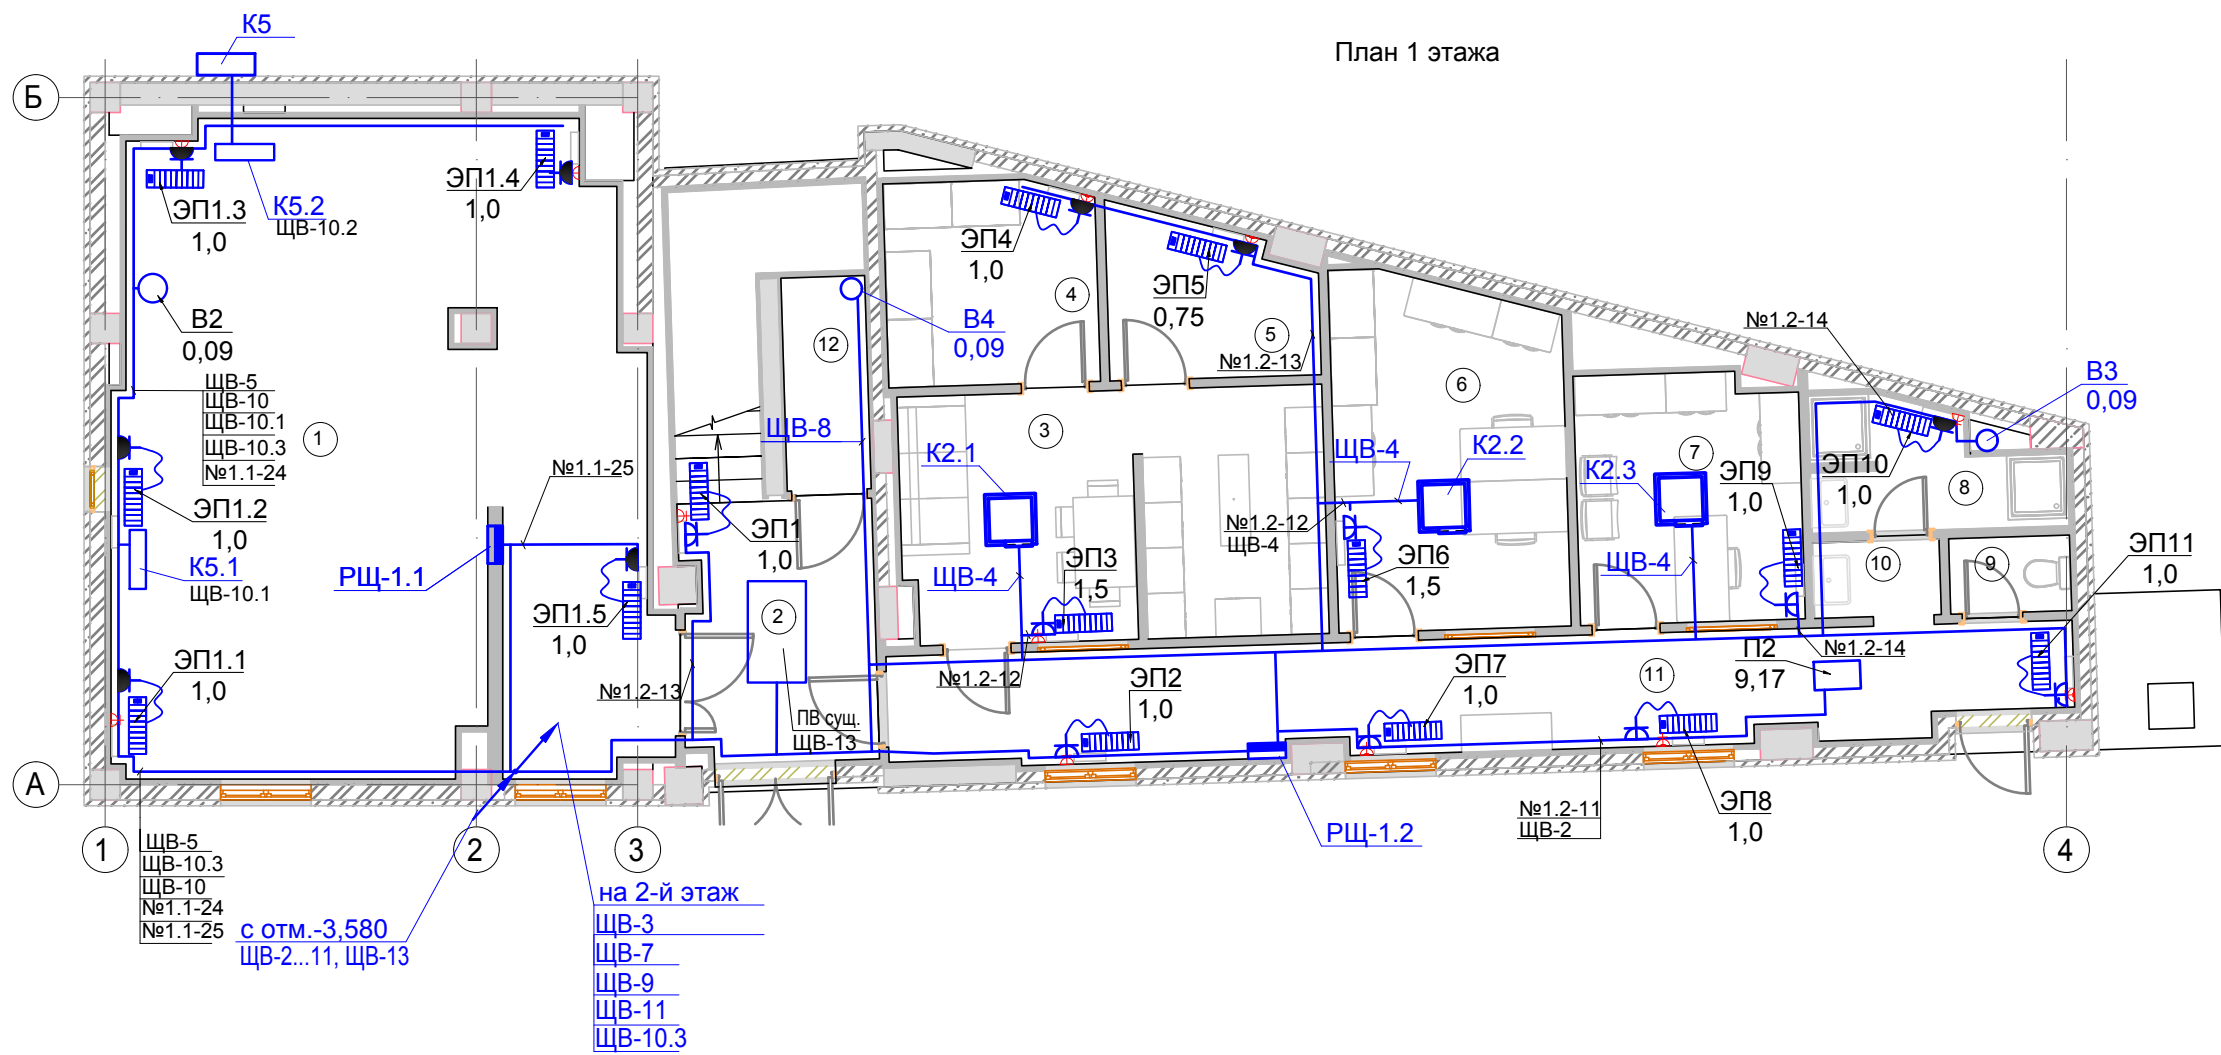 План 1 этажа
К5
Б
ЭП1.3
1,0
К5.2
ЩВ-10.2
ЭП1.4
1,0
В2
0,09
ЩВ-5
ЩВ-10
ЩВ-10.1
ЩВ-10.3
№1.1-24
1
ЭП1.2
1,0
К5.1
ЩВ-10.1
ЭП1.1
1,0
РЩ-1.1
№1.1-25
ЭП1.5
1,0
ЭП1
1,0
ЩВ-8
12
В4
0,09
2
ПВ сущ.
ЩВ-13
№1.2-13
ЭП4
1,0
4
ЭП5
0,75
5
№1.2-13
3
К2.1
ЩВ-4
ЭП3
1,5
№1.2-12
ЭП2
1,0
6
ЩВ-4
К2.2
№1.2-12
ЩВ-4
ЭП6
1,5
7
К2.3
ЩВ-4
ЭП9
1,0
№1.2-14
ЭП10
1,0
В3
0,09
8
9
10
ЭП11
1,0
№1.2-14
П2
9,17
11
ЭП7
1,0
ЭП8
1,0
№1.2-11
ЩВ-2
РЩ-1.2
А
1
2
3
4
ЩВ-5
ЩВ-10.3
ЩВ-10
№1.1-24
№1.1-25
с отм.-3,580
ЩВ-2...11, ЩВ-13
на 2-й этаж
ЩВ-3
ЩВ-7
ЩВ-9
ЩВ-11
ЩВ-10.3